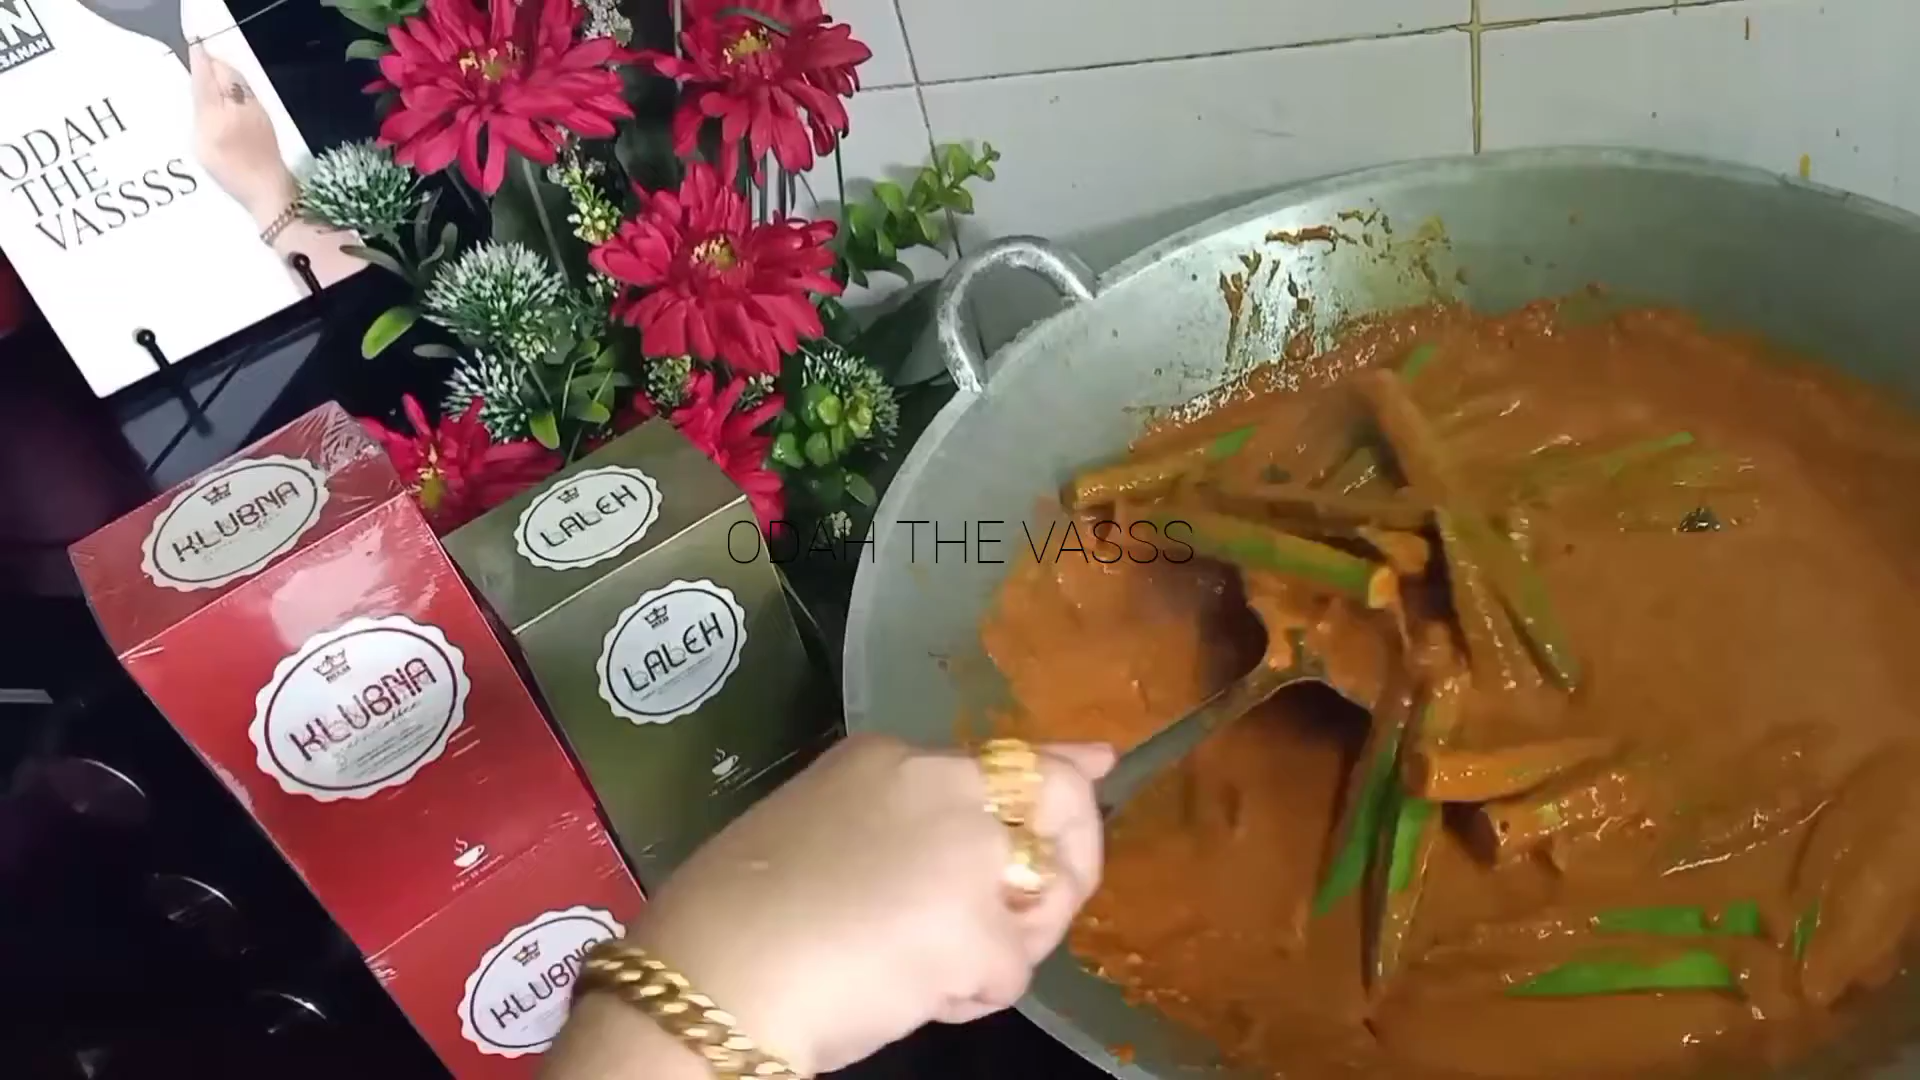 ODAH
THE
VASSSS
KLUBNA
LALEH
ODAH THE VASSS
LALEH
KLUBNA
KLUBNA